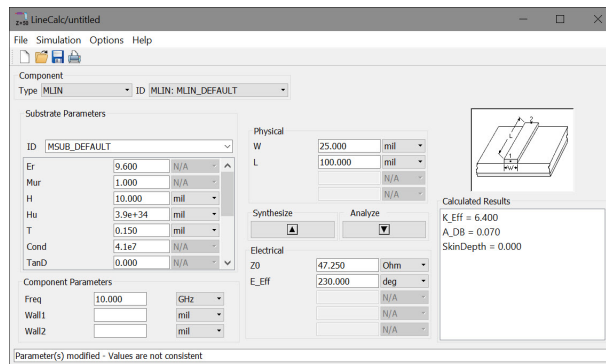 LineCalc/untitled
File Simulation Options Help
Component
Type MLIN ID MLIN: MLIN_DEFAULT
Substrate Parameters
ID MSUB_DEFAULT
Er 9.600 N/A
Mur 1.000 N/A
H 10.000 mil
Hu 3.9e+34 mil
T 0.150 mil
Cond 4.1e7 N/A
TanD 0.000 N/A
Component Parameters
Freq 10.000 GHz
Wall1 mil
Wall2 mil
Physical
W 25.000 mil
L 100.000 mil
N/A
N/A
Synthesize Analyze
Electrical
Z0 47.250 Ohm
E_Eff 230.000 deg
N/A
N/A
N/A
2
L
1
W
Calculated Results
K_Eff = 6.400
A_DB = 0.070
SkinDepth = 0.000
Parameter(s) modified - Values are not consistent